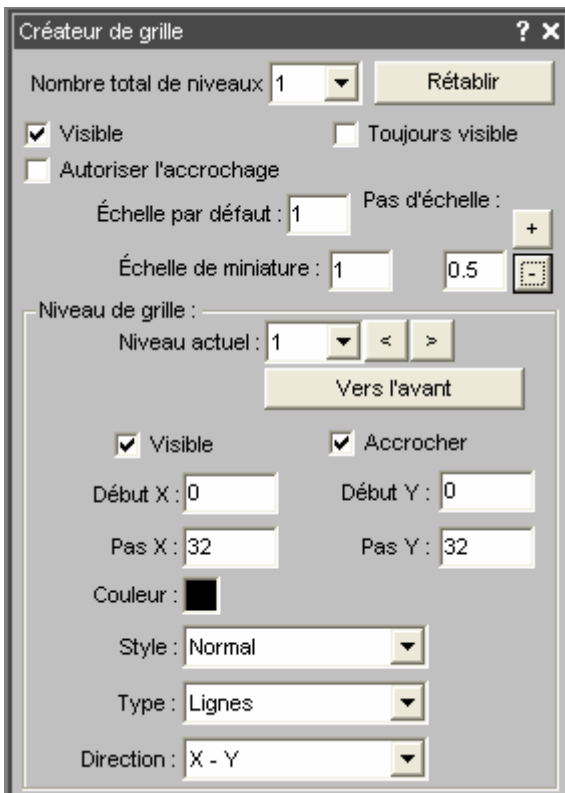 Créateur de grille ? ×
Nombre total de niveaux 1 Rétablir
Visible Toujours visible
Autoriser l'accrochage
Échelle par défaut : 1 Pas d'échelle : +
Échelle de miniature : 1 0.5 -
Niveau de grille :
Niveau actuel : 1 < >
Vers l'avant
Visible Accrocher
Début X : 0 Début Y : 0
Pas X : 32 Pas Y : 32
Couleur :
Style : Normal
Type : Lignes
Direction : X - Y